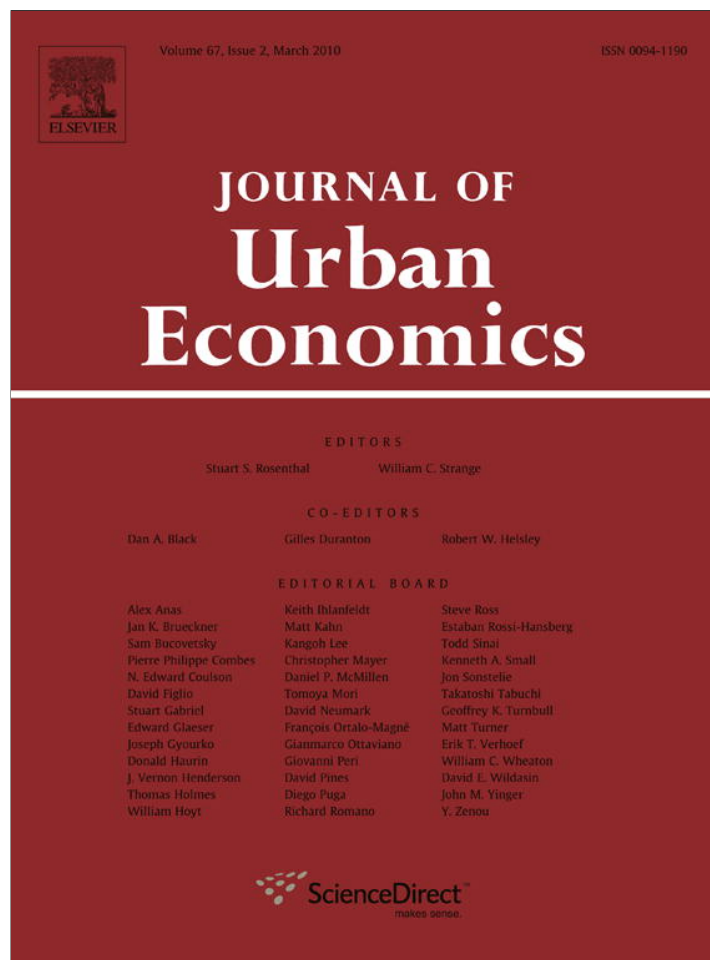 Volume 67, Issue 2, March 2010 ISSN 0094-1190
ELSEVIER
JOURNAL OF
Urban
Economics
EDITORS
Stuart S. Rosenthal William C. Strange
CO-EDITORS
Dan A. Black Gilles Duranton Robert W. Helsley
EDITORIAL BOARD
Alex Anas Keith Ihlanfeldt Steve Ross
Jan K. Brueckner Matt Kahn Estaban Rossi-Hansberg
Sam Bucovetsky Kangoh Lee Todd Sinai
Pierre Philippe Combes Christopher Mayer Kenneth A. Small
N. Edward Coulson Daniel P. McMillen Jon Sonstelie
David Figlio Tomoya Mori Takatoshi Tabuchi
Stuart Gabriel David Neumark Geoffrey K. Turnbull
Edward Glaeser François Ortalo-Magné Matt Turner
Joseph Gyourko Gianmarco Ottaviano Erik T. Verhoef
Donald Haurin Giovanni Peri William C. Wheaton
J. Vernon Henderson David Pines David E. Wildasin
Thomas Holmes Diego Puga John M. Yinger
William Hoyt Richard Romano Y. Zenou
ScienceDirect™
makes sense.